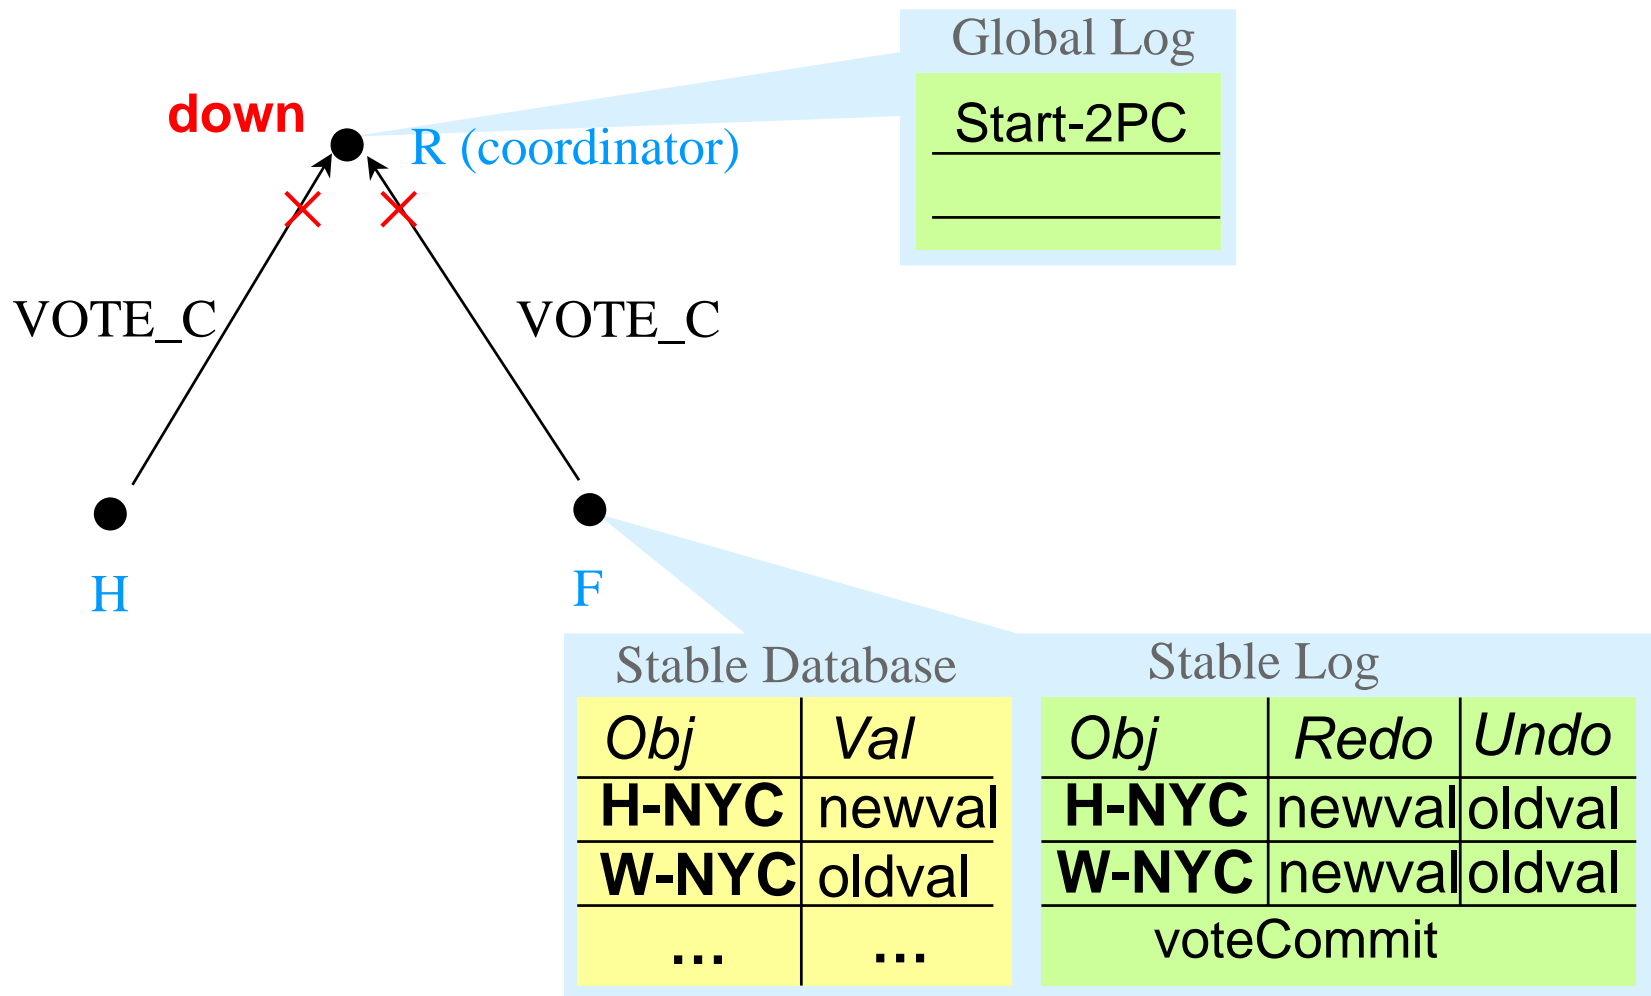 Global Log
down
Start-2PC
R (coordinator)
VOTE_C
VOTE_C
H
F
Stable Database
Stable Log
Obj Val
Obj Redo Undo
H-NYC newval
H-NYC newval oldval
W-NYC oldval
W-NYC newval oldval
... ...
voteCommit